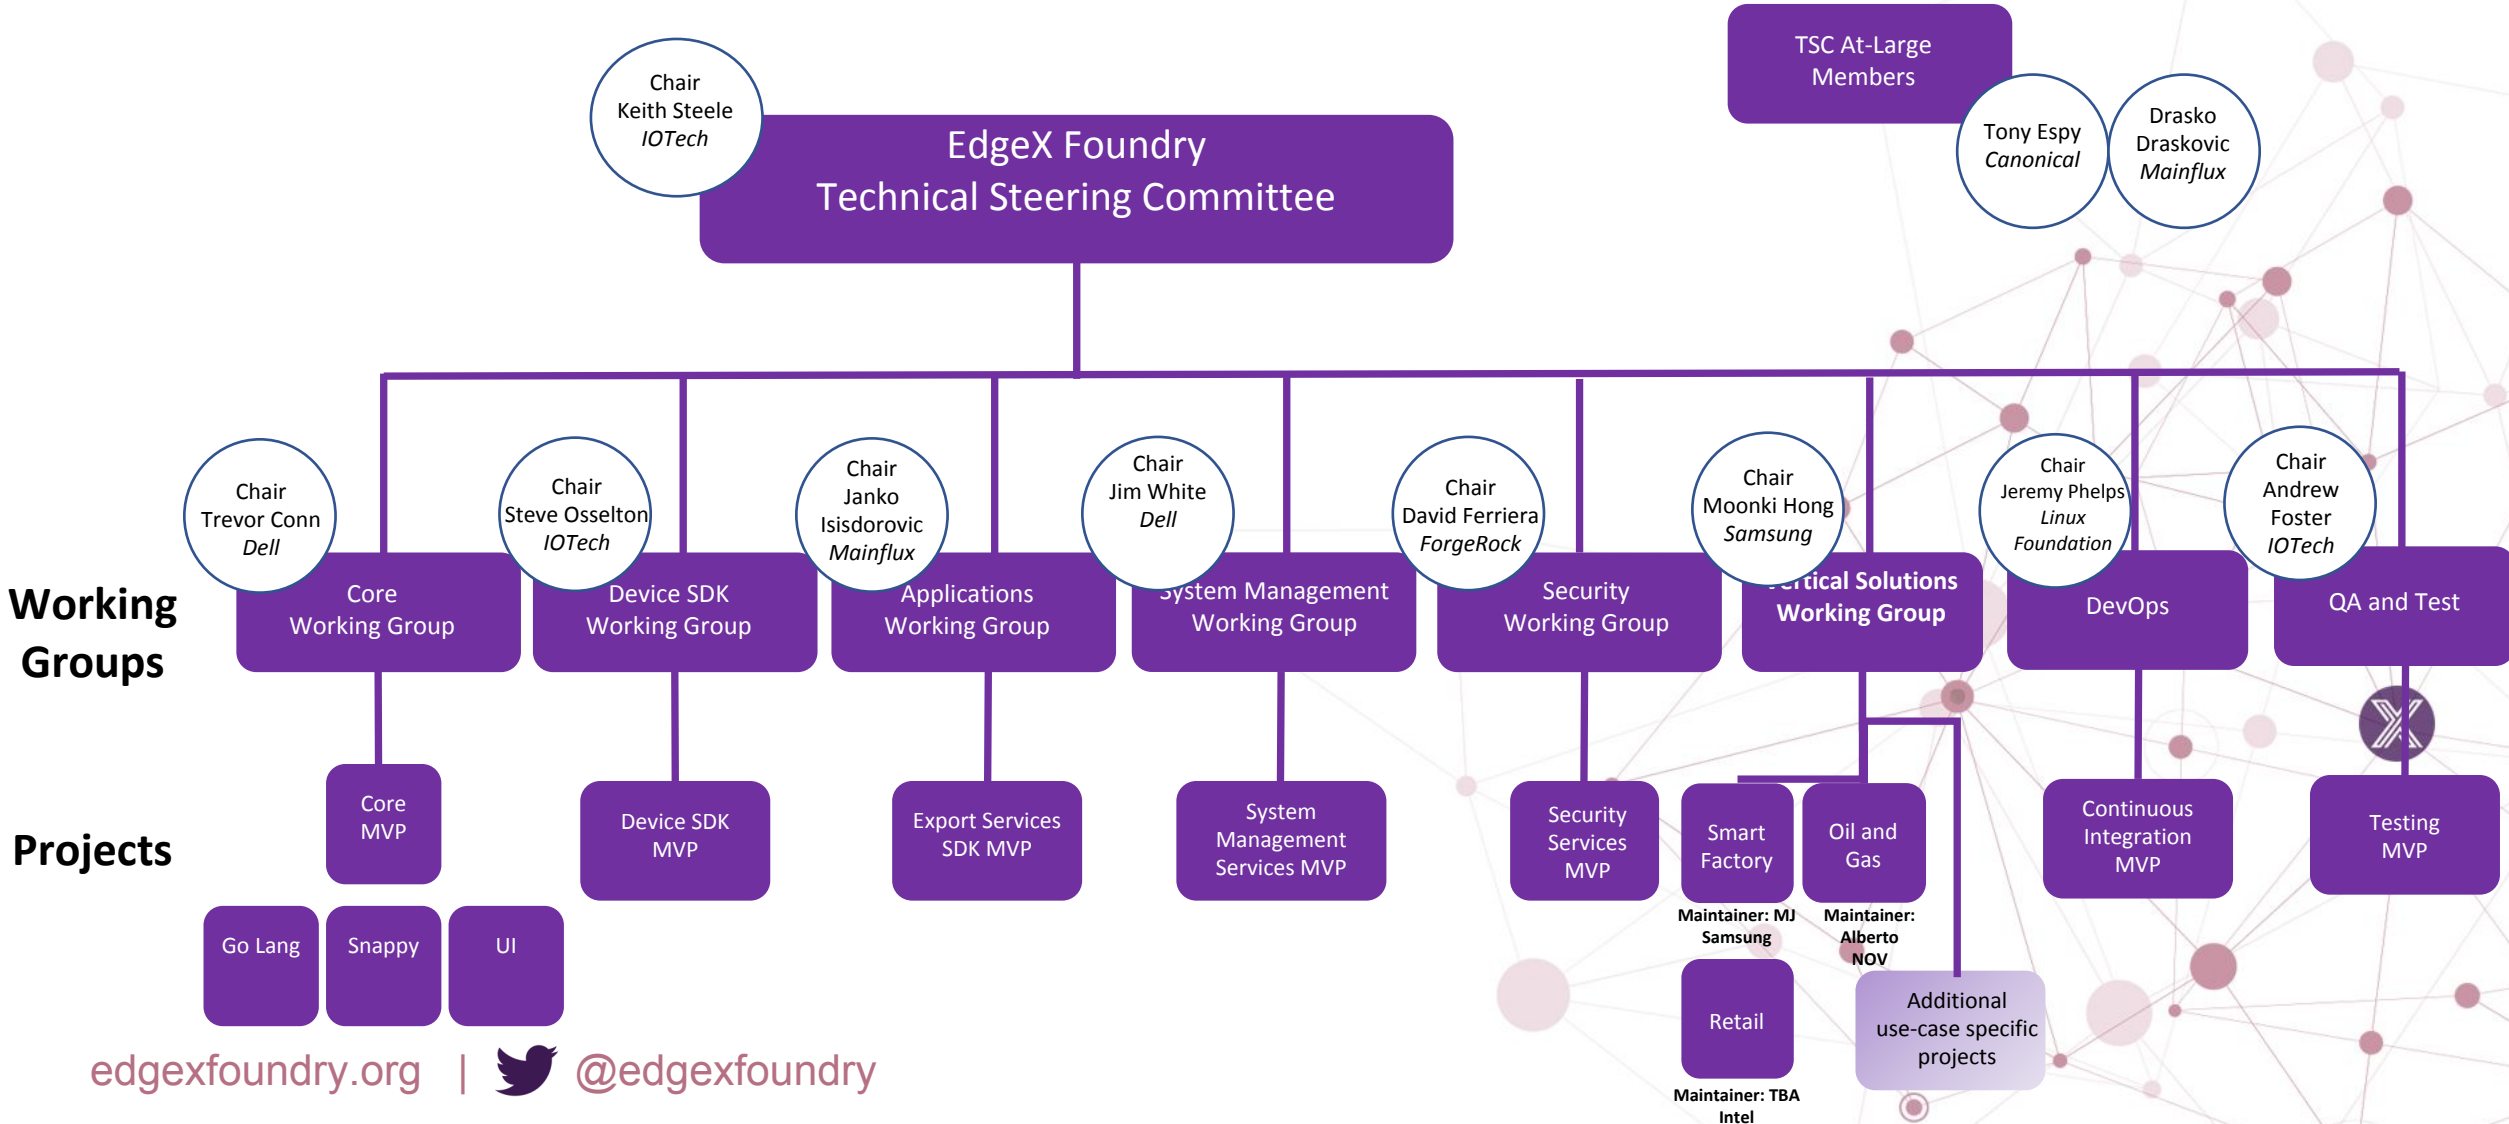 TSC At-Large
Members
Chair
Keith Steele
IOTech
EdgeX Foundry
Technical Steering Committee
Tony Espy
Canonical
Drasko
Draskovic
Mainflux
Chair
Trevor Conn
Dell
Chair
Steve Osselton
IOTech
Chair
Janko
Isisdorovic
Mainflux
Chair
Jim White
Dell
Chair
David Ferriera
ForgeRock
Chair
Moonki Hong
Samsung
Chair
Jeremy Phelps
Linux
Foundation
Chair
Andrew
Foster
IOTech
Working
Groups
Core
Working Group
Device SDK
Working Group
Applications
Working Group
System Management
Working Group
Security
Working Group
Vertical Solutions
Working Group
DevOps
QA and Test
Projects
Core
MVP
Device SDK
MVP
Export Services
SDK MVP
System
Management
Services MVP
Security
Services
MVP
Smart
Factory
Oil and
Gas
Continuous
Integration
MVP
Testing
MVP
Maintainer: MJ
Samsung
Maintainer:
Alberto
NOV
Go Lang
Snappy
UI
Retail
Additional
use-case specific
projects
Maintainer: TBA
Intel
edgexfoundry.org | @edgexfoundry